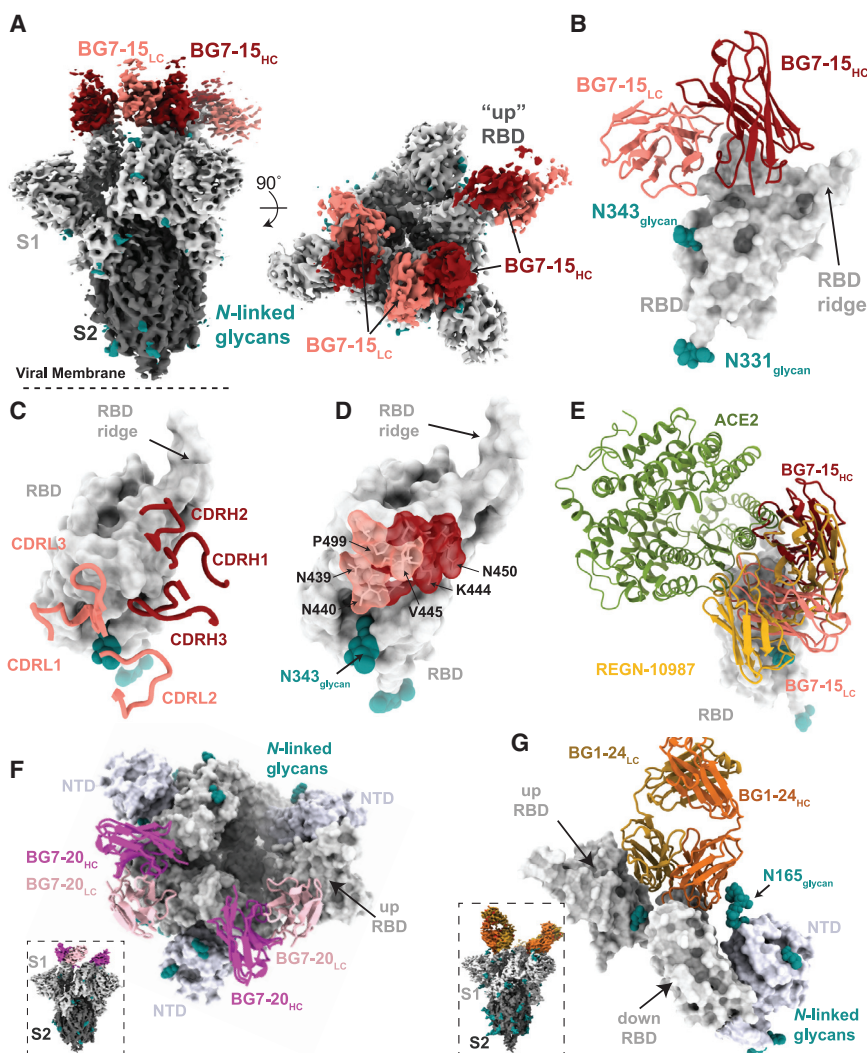 A
BG7-15LC
BG7-15HC
S1
S2
N-linked
glycans
Viral Membrane
90°
"up"
RBD
BG7-15HC
BG7-15LC
B
BG7-15HC
BG7-15LC
N343glycan
RBD
RBD
ridge
N331glycan
C
RBD
ridge
RBD
CDRH2
CDRL3
CDRH1
CDRH3
CDRL1
CDRL2
D
RBD
ridge
P499
N439
N450
K444
N440
V445
N343glycan
RBD
E
ACE2
BG7-15HC
REGN-10987
BG7-15LC
RBD
F
N-linked
glycans
NTD
NTD
BG7-20HC
BG7-20LC
up
RBD
BG7-20LC
BG7-20HC
NTD
S1
S2
G
BG1-24LC
BG1-24HC
up
RBD
N165glycan
NTD
S1
S2
down
RBD
N-linked
glycans